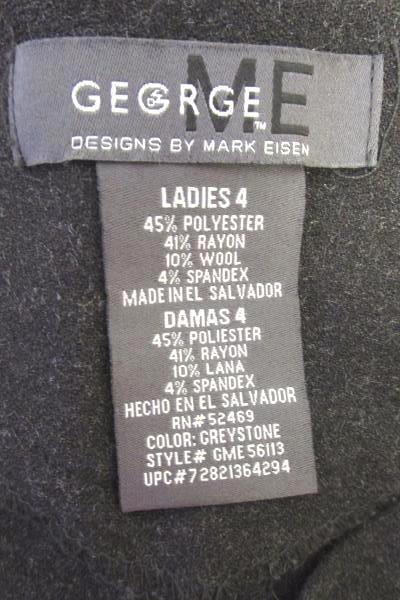 GEORGE ME™
DESIGNS BY MARK EISEN
LADIES 4
45% POLYESTER
41% RAYON
10% WOOL
4% SPANDEX
MADE IN EL SALVADOR
DAMAS 4
45% POLIESTER
41% RAYON
10% LANA
4% SPANDEX
HECHO EN EL SALVADOR
RN#52469
COLOR: GREYSTONE
STYLE# GME56113
UPC#72821364294